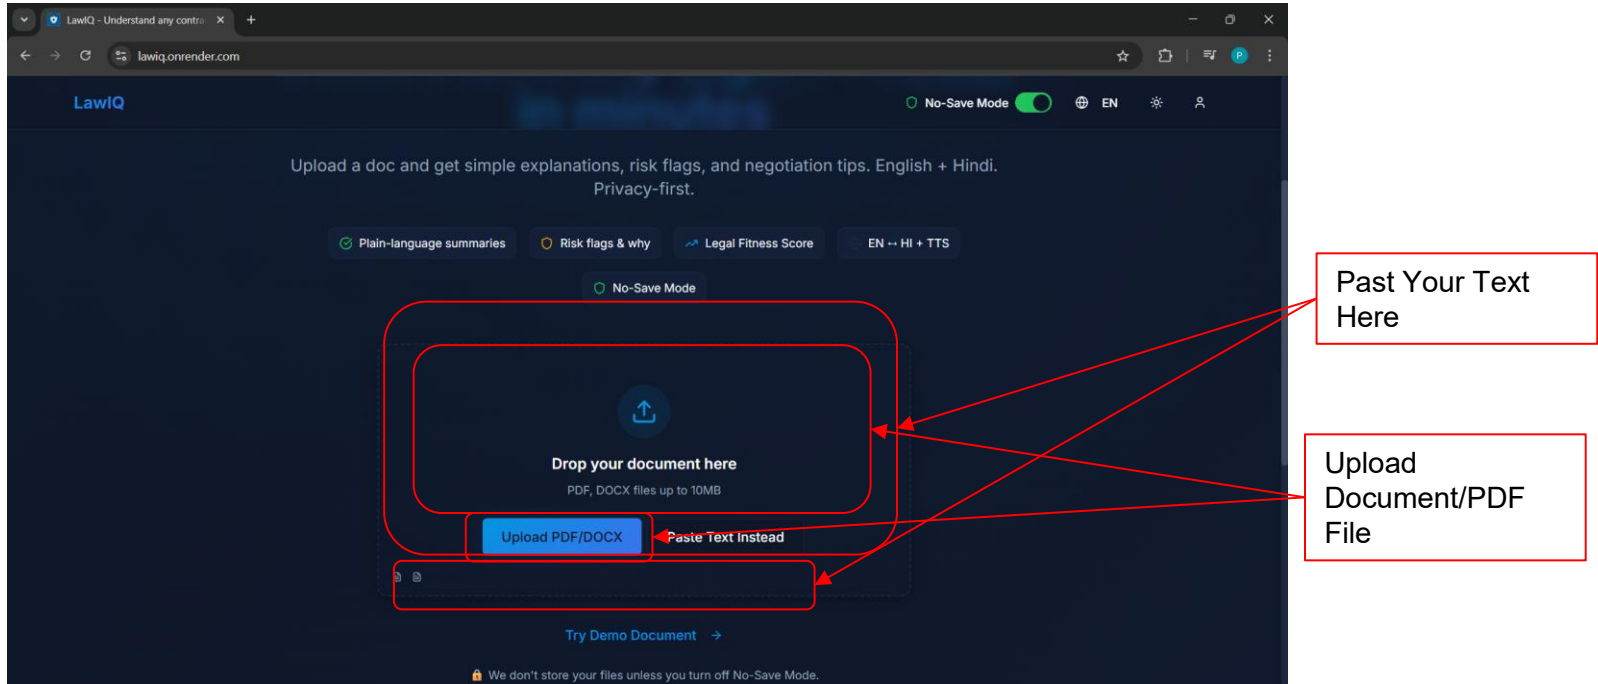 LawIQ - Understand any contra
lawiq.onrender.com
P
LawIQ
in minutes
No-Save Mode
EN
Upload a doc and get simple explanations, risk flags, and negotiation tips. English + Hindi.
Privacy-first.
Plain-language summaries
Risk flags & why
Legal Fitness Score
EN ↔ HI + TTS
No-Save Mode
Drop your document here
PDF, DOCX files up to 10MB
Upload PDF/DOCX
Paste Text Instead
Try Demo Document →
We don't store your files unless you turn off No-Save Mode.
Past Your Text
Here
Upload
Document/PDF
File